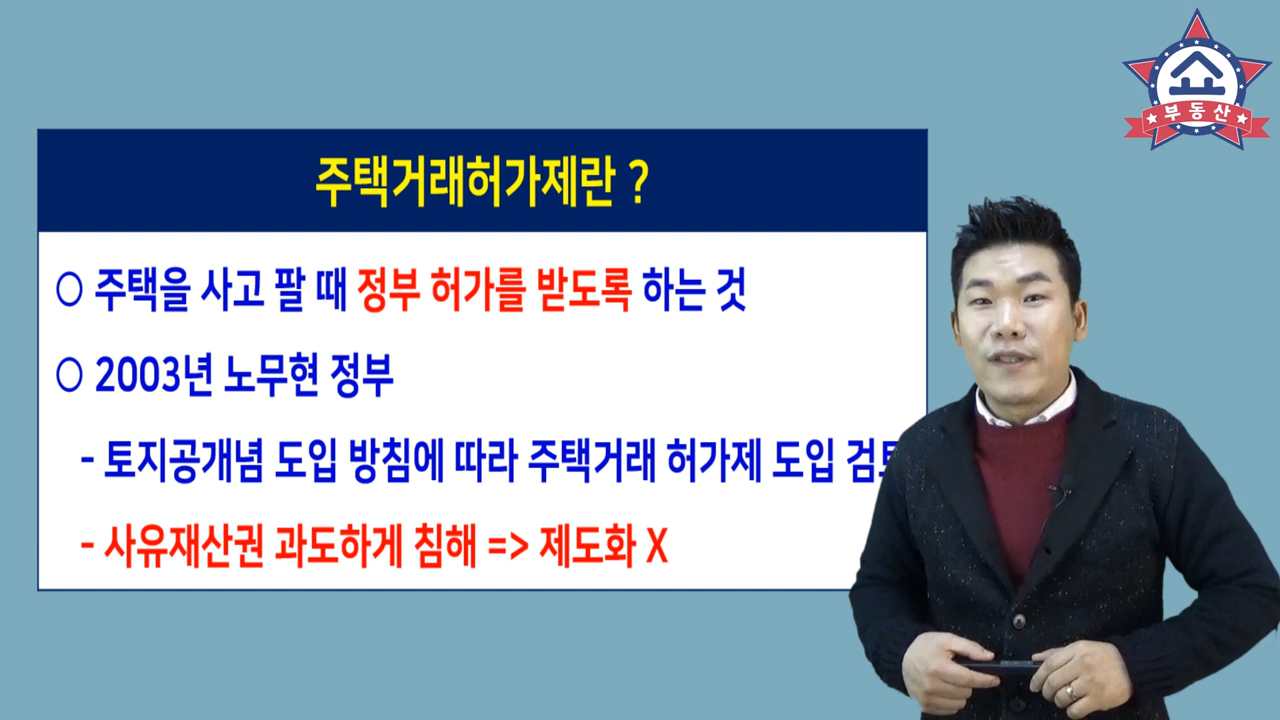 쇼
부동산
주택거래허가제란 ?
○ 주택을 사고 팔 때 정부 허가를 받도록 하는 것
○ 2003년 노무현 정부
- 토지공개념 도입 방침에 따라 주택거래 허가제 도입
- 사유재산권 과도하게 침해 => 제도화 X